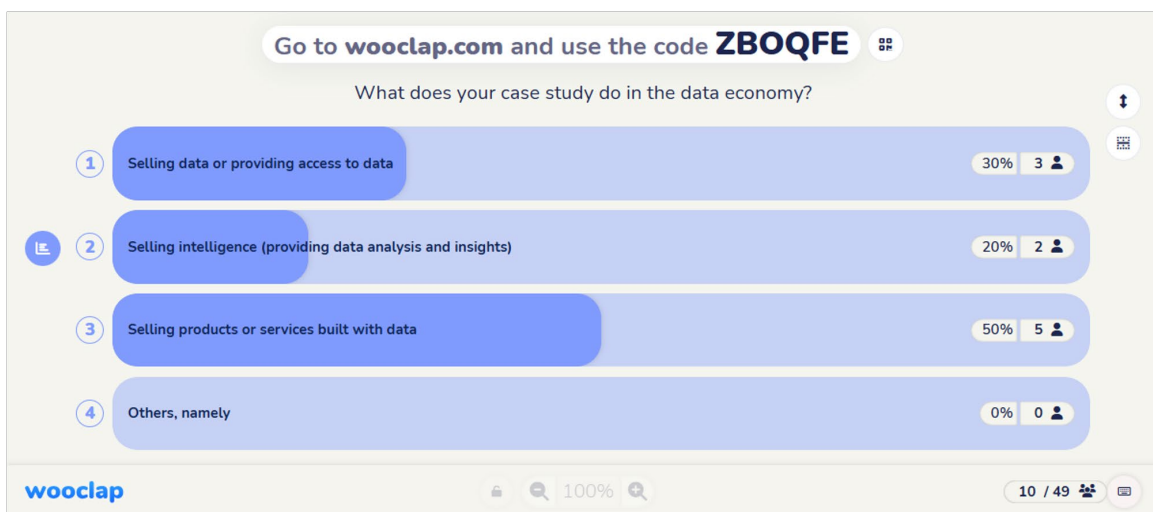 Go to wooclap.com and use the code ZBOQFE
What does your case study do in the data economy?
1 Selling data or providing access to data 30% 3
2 Selling intelligence (providing data analysis and insights) 20% 2
3 Selling products or services built with data 50% 5
4 Others, namely 0% 0
wooclap 100% 10 / 49